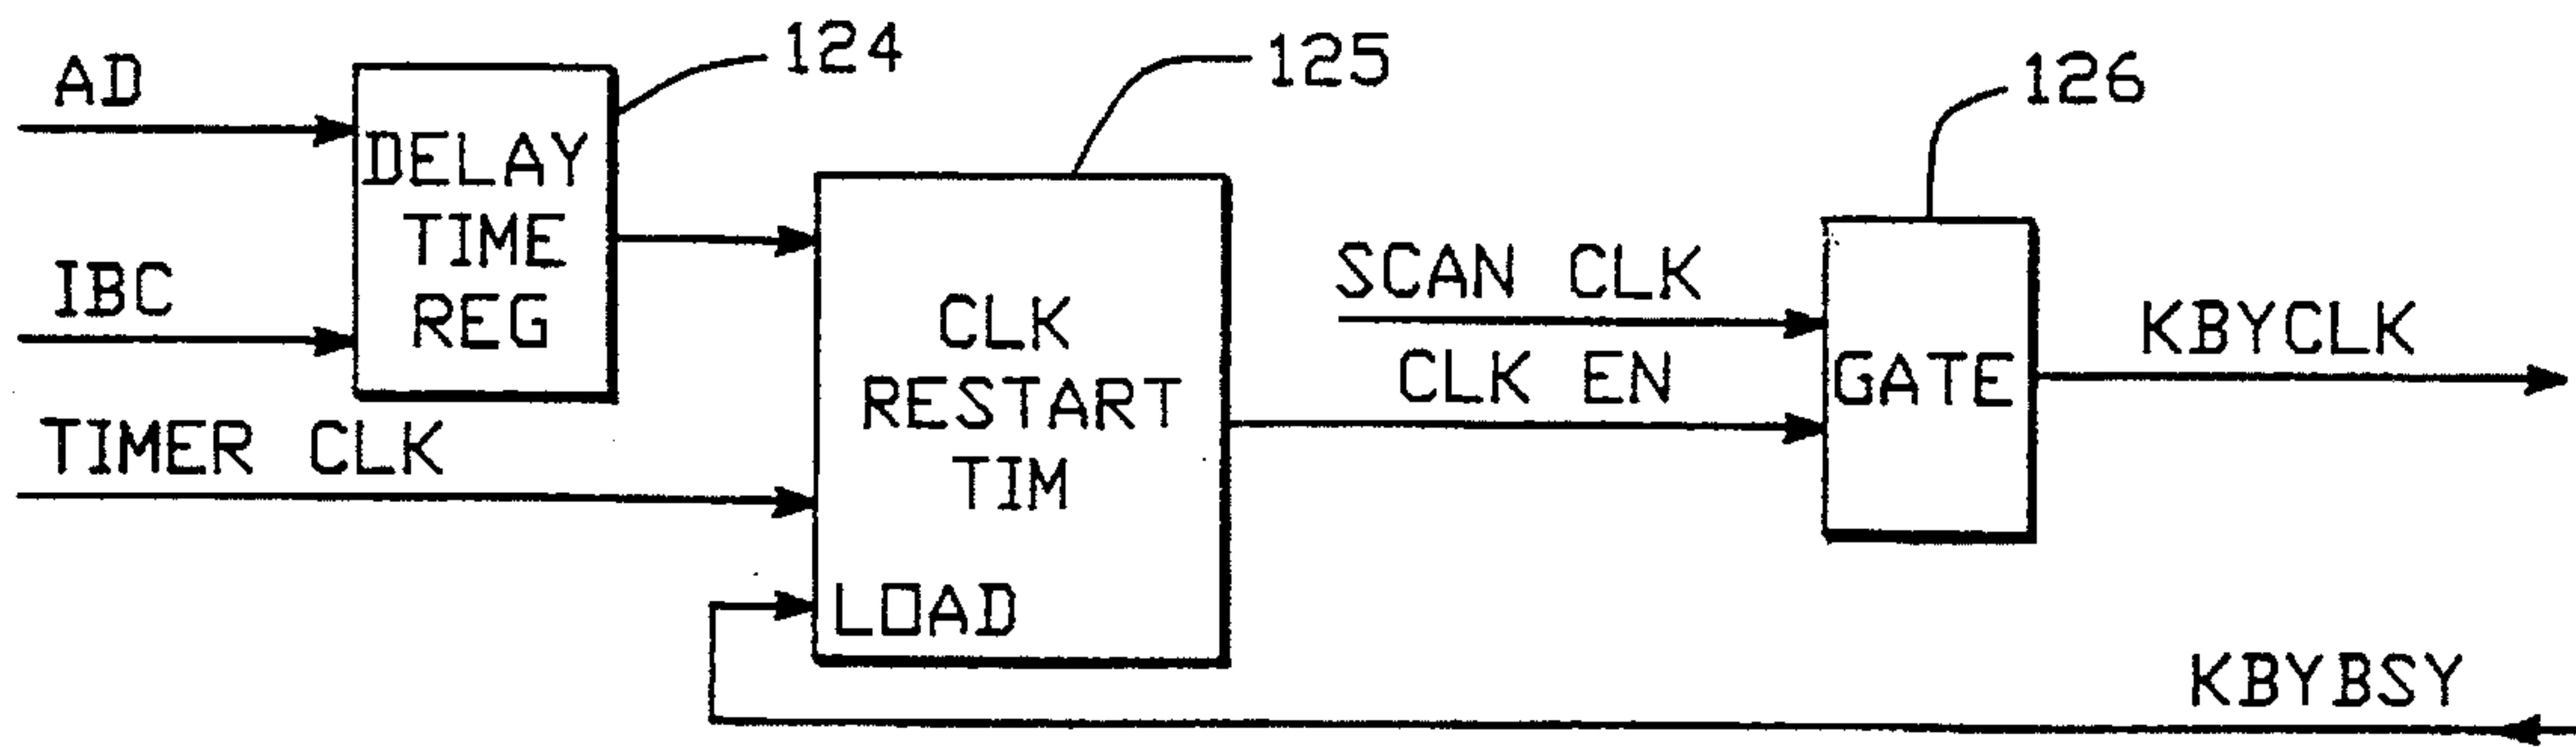 124
125
126
AD
DELAY
TIME
REG
IBC
TIMER CLK
CLK
RESTART
TIM
LOAD
SCAN CLK
CLK EN
GATE
KBYCLK
KBYBSY